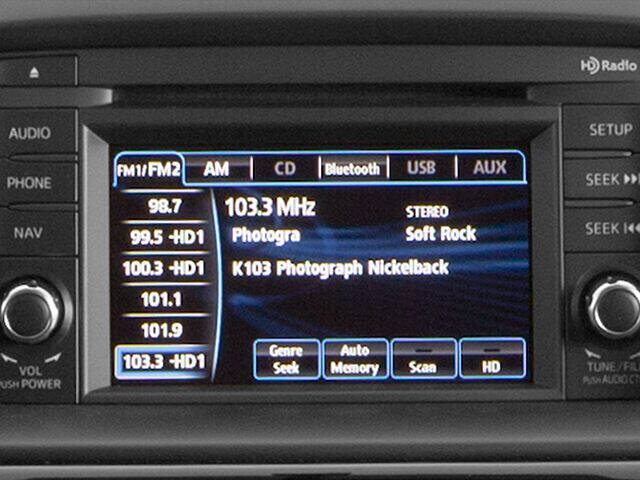 HD Radio
AUDIO
SETUP
FM1/FM2 AM CD Bluetooth USB AUX
PHONE
SEEK
98.7
103.3 MHz
STEREO
NAV
99.5 -HD1
Photogra
Soft Rock
SEEK
100.3 -HD1
K103 Photograph Nickelback
101.1
101.9
103.3 -HD1
Genre Seek
Auto Memory
Scan
HD
VOL
PUSH POWER
TUNE/FIL
PUSH AUDIO C